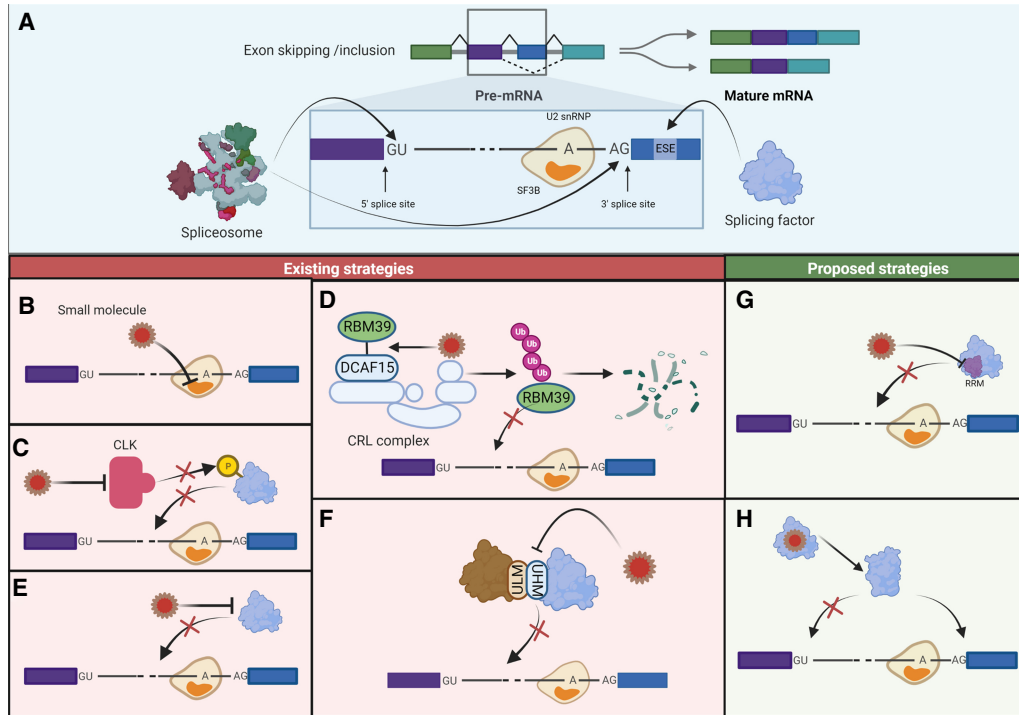 A
Exon skipping /inclusion
Pre-mRNA
Mature mRNA
U2 snRNP
GU
A
AG
ESE
SF3B
5' splice site
3' splice site
Spliceosome
Splicing factor
Existing strategies
Proposed strategies
B
Small molecule
GU
A
AG
C
CLK
P
GU
A
AG
E
GU
A
AG
D
RBM39
DCAF15
CRL complex
Ub
Ub
Ub
Ub
RBM39
GU
A
AG
F
ULM
UHM
GU
A
AG
G
RRM
GU
A
AG
H
GU
A
AG